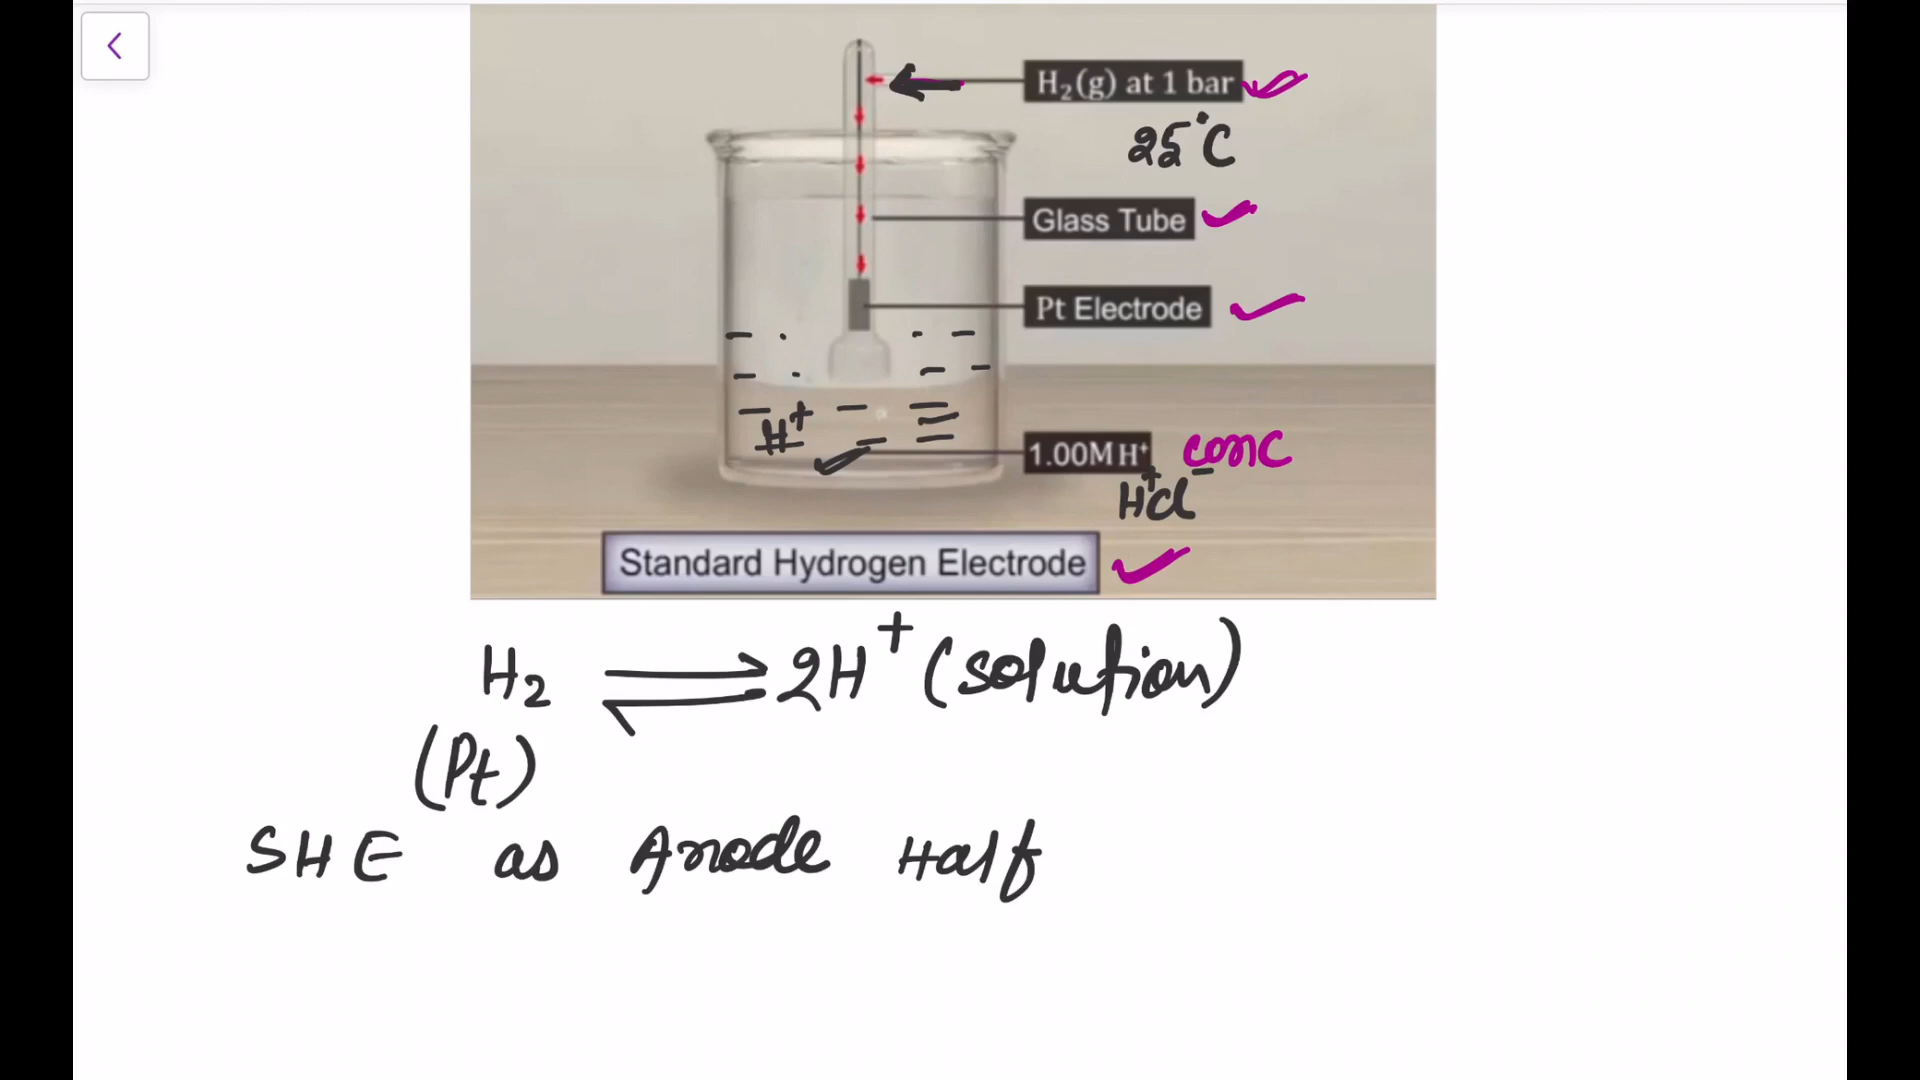 H₂(g) at 1 bar
25°C
Glass Tube
Pt Electrode
H⁺
1.00M H⁺ conc
H⁺Cl⁻
Standard Hydrogen Electrode
H₂ ⇌ 2H⁺ (solution)
(Pt)
SHE as Anode Half